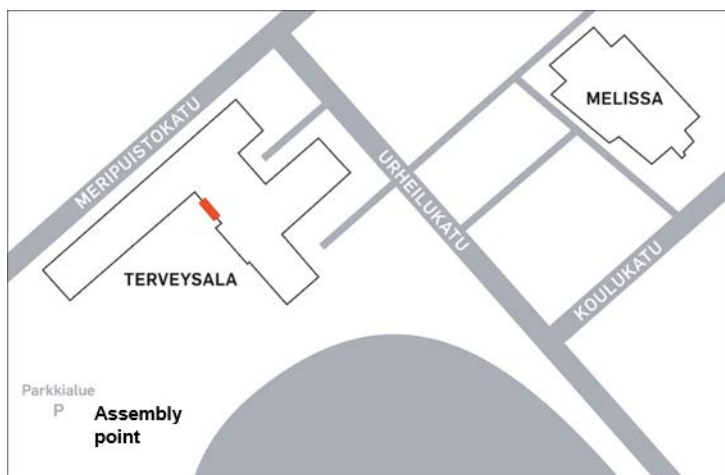 MERIPUISTOKATU
MELISSA
URHEILUKATU
KOULUKATU
TERVEYSALA
Parkkialue
P
Assembly
point